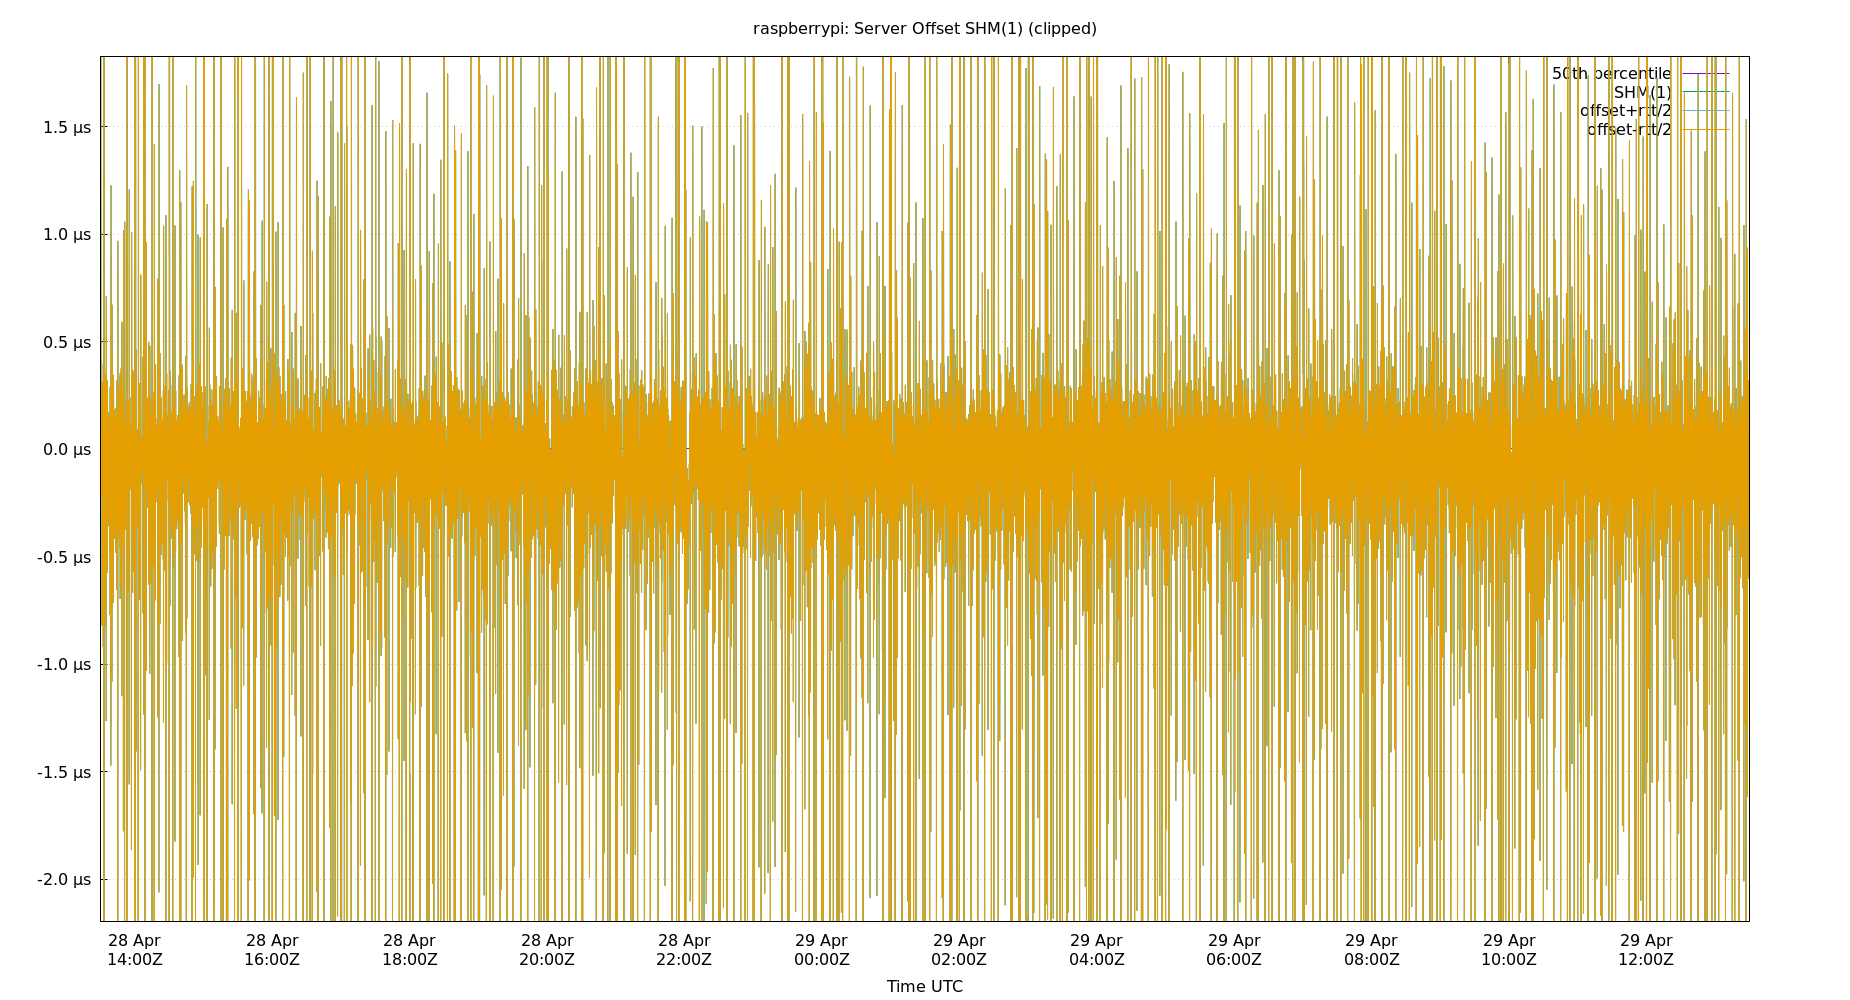 raspberrypi: Server Offset SHM(1) (clipped)
50th percentile
SHM(1)
offset+rtt/2
offset-rtt/2
1.5 µs
1.0 µs
0.5 µs
0.0 µs
-0.5 µs
-1.0 µs
-1.5 µs
-2.0 µs
28 Apr 28 Apr 28 Apr 28 Apr 28 Apr 29 Apr 29 Apr 29 Apr 29 Apr 29 Apr 29 Apr 29 Apr
14:00Z 16:00Z 18:00Z 20:00Z 22:00Z 00:00Z 02:00Z 04:00Z 06:00Z 08:00Z 10:00Z 12:00Z
Time UTC